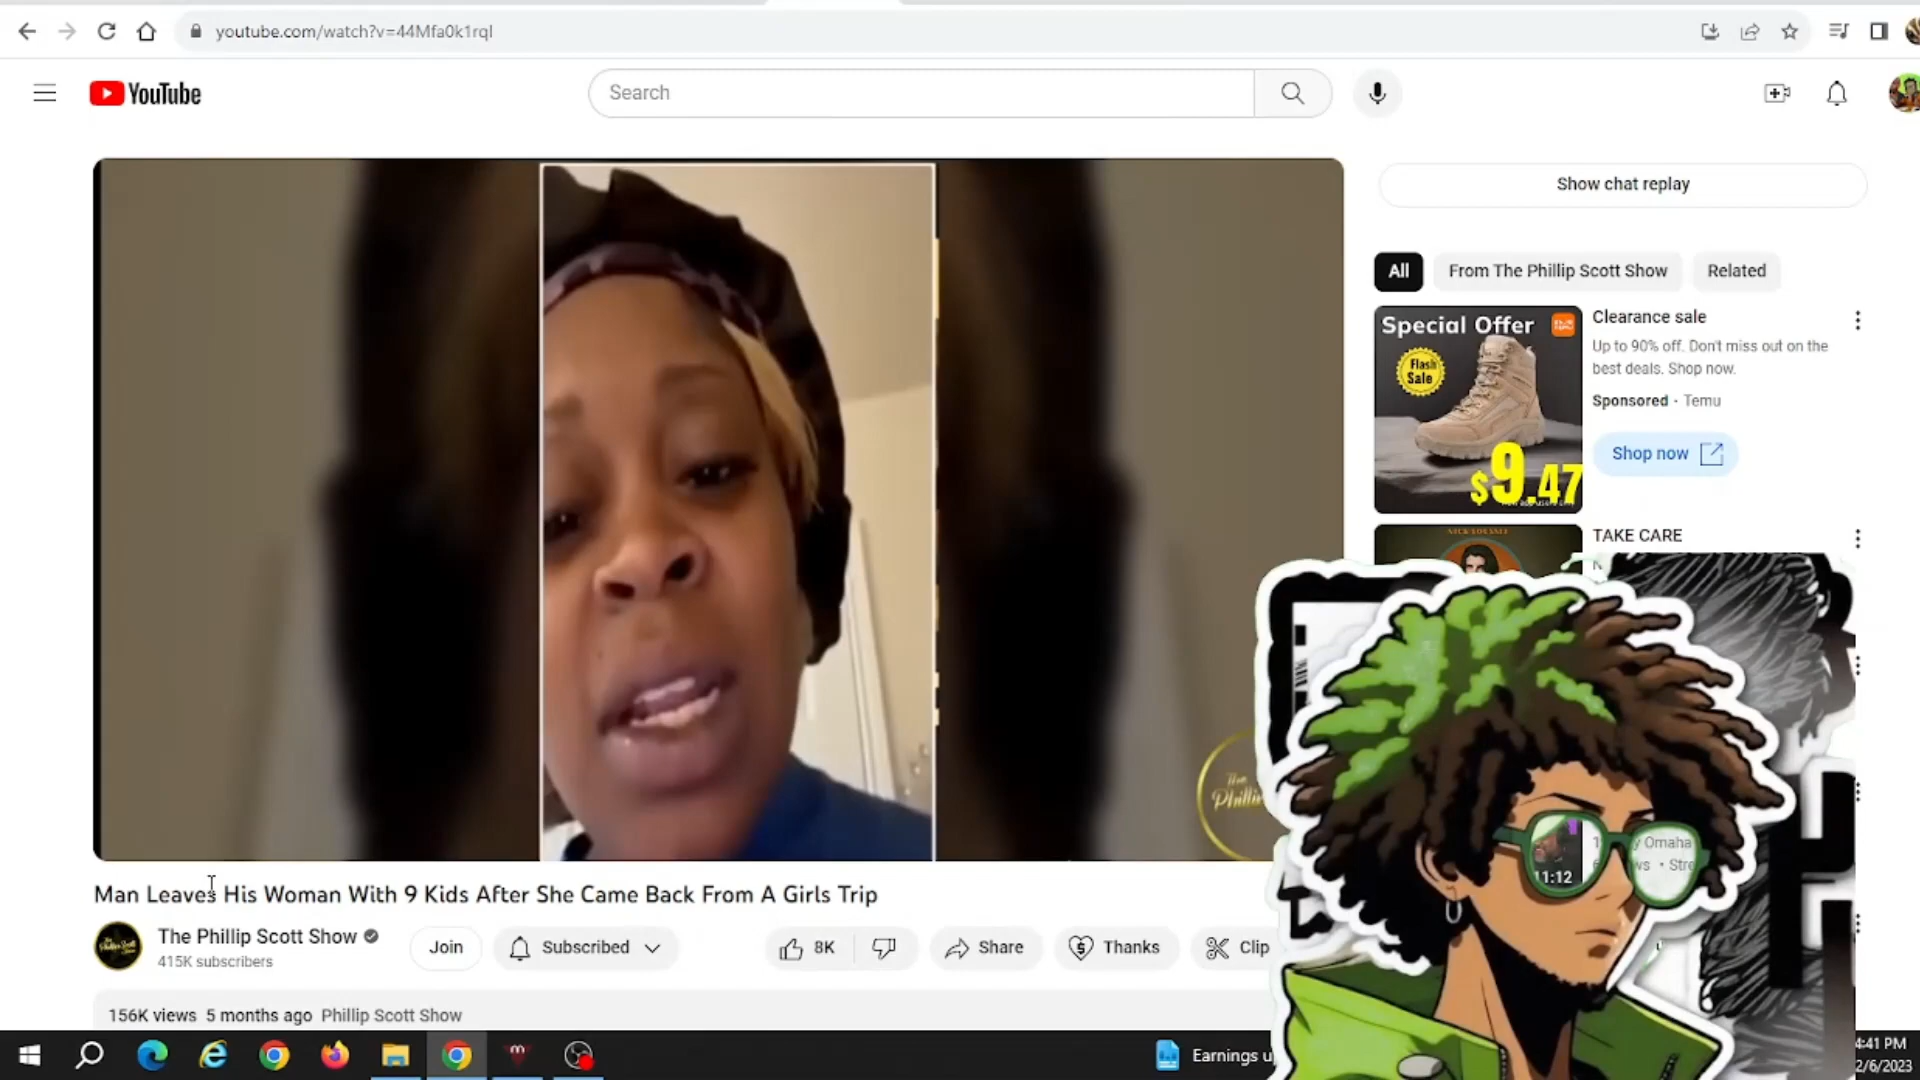 youtube.com/watch?v=44Mfa0k1rqI
YouTube
Search
Show chat replay
All
From The Phillip Scott Show
Related
Special Offer
Flash
Sale
$9.47
Clearance sale
Up to 90% off. Don't miss out on the
best deals. Shop now.
Sponsored · Temu
Shop now
TAKE CARE
The
Omaha
11:12
Man Leaves His Woman With 9 Kids After She Came Back From A Girls Trip
The Phillip Scott Show
415K subscribers
Join
Subscribed
8K
Share
Thanks
Clip
156K views 5 months ago Phillip Scott Show
Earnings
4:41 PM
2/6/2023